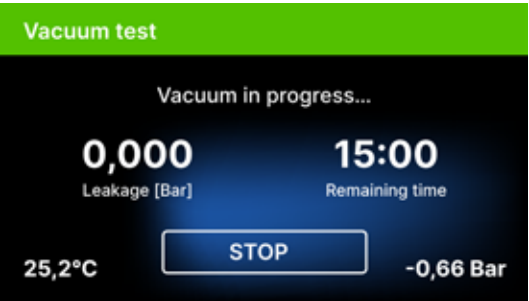 Vacuum test
Vacuum in progress...
0,000 15:00
Leakage [Bar] Remaining time
STOP
25,2°C -0,66 Bar